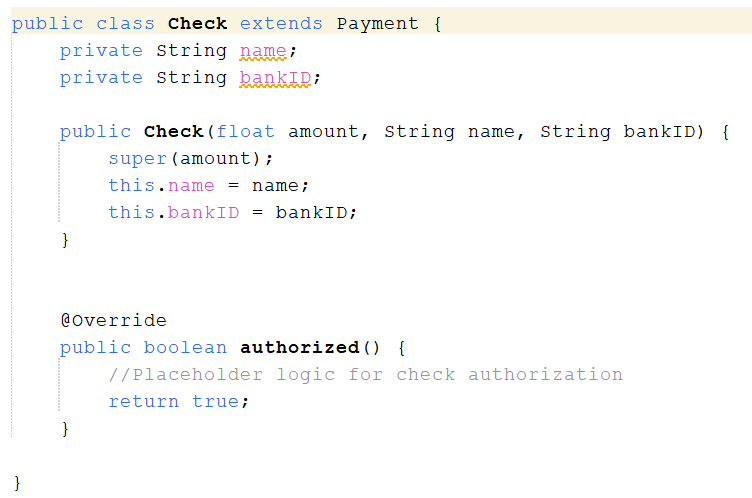 public class Check extends Payment {
    private String name;
    private String bankID;
    public Check(float amount, String name, String bankID) {
        super(amount);
        this.name = name;
        this.bankID = bankID;
    }
    @Override
    public boolean authorized() {
        //Placeholder logic for check authorization
        return true;
    }
}